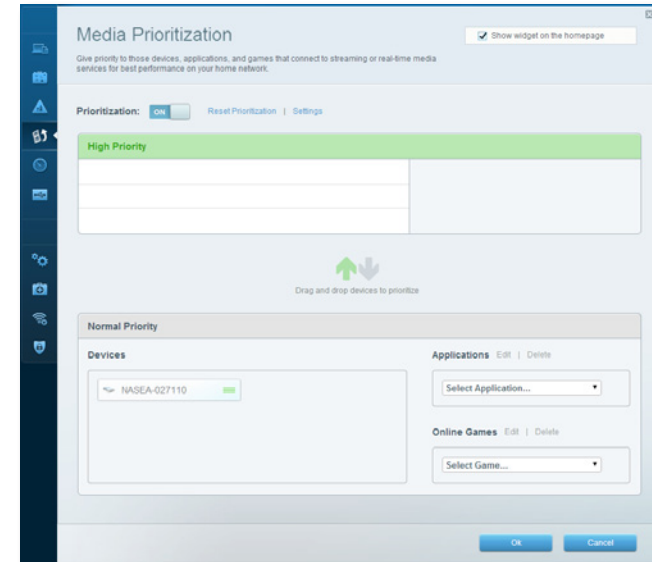 Media Prioritization
Show widget on the homepage
Give priority to those devices, applications, and games that connect to streaming or real-time media
services for best performance on your home network.
Prioritization: ON Reset Prioritization | Settings
High Priority
Drag and drop devices to prioritize
Normal Priority
Devices
NASEA-027110
Applications Edit | Delete
Select Application...
Online Games Edit | Delete
Select Game...
Ok Cancel